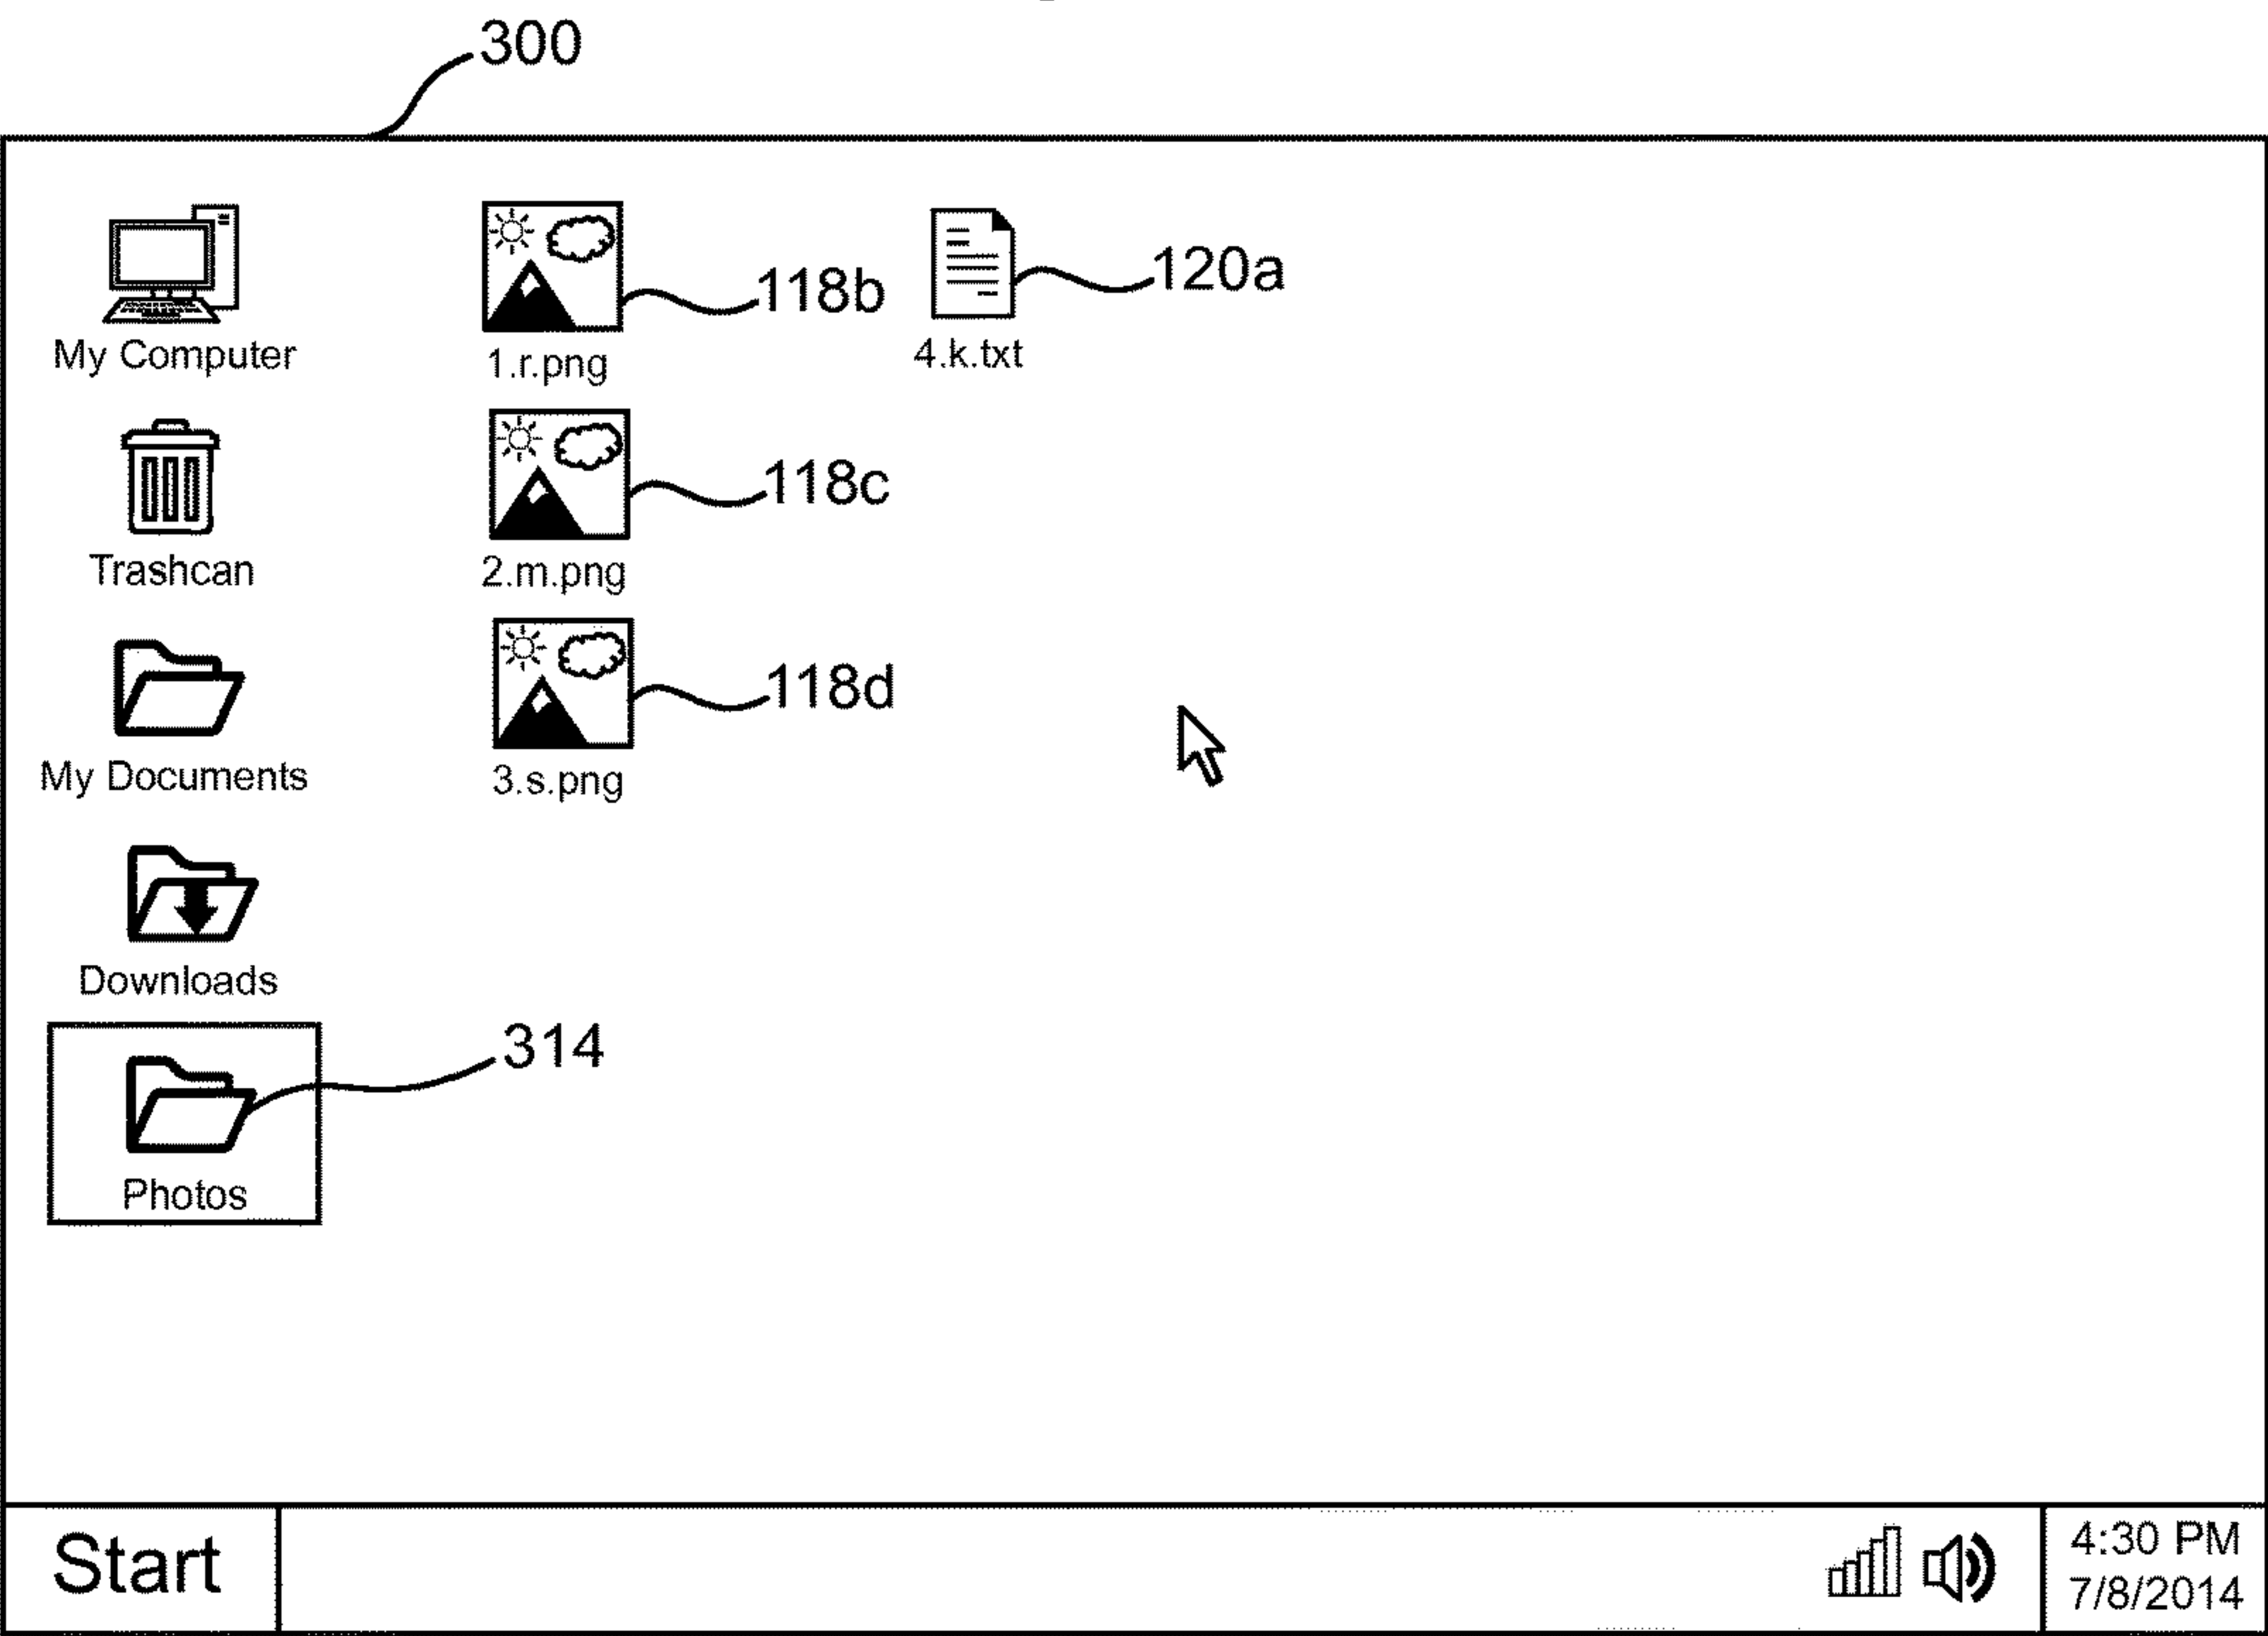 300
My Computer
1.r.png
118b
4.k.txt
120a
Trashcan
2.m.png
118c
My Documents
3.s.png
118d
Downloads
Photos
314
Start
4:30 PM
7/8/2014